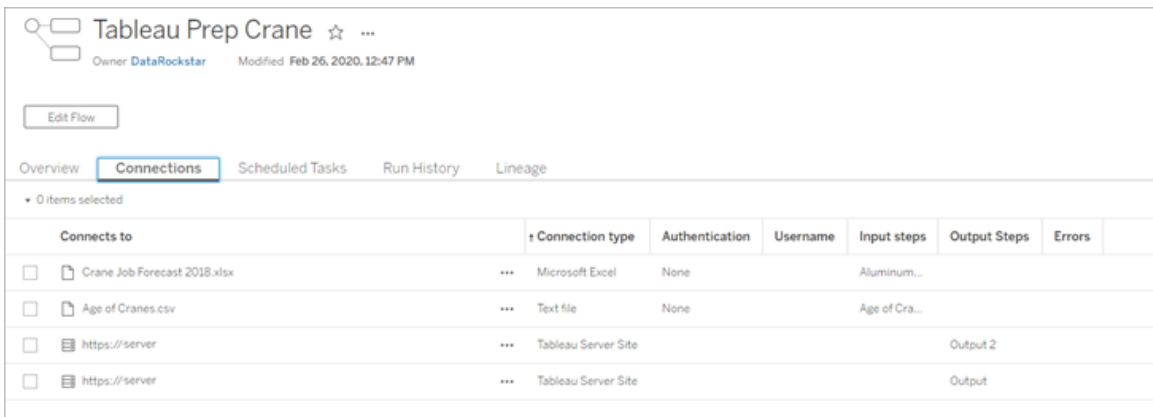 Tableau Prep Crane ☆ ...
Owner DataRockstar Modified Feb 26, 2020, 12:47 PM
Edit Flow
Overview Connections Scheduled Tasks Run History Lineage
▾ 0 items selected
Connects to ↑ Connection type Authentication Username Input steps Output Steps Errors
Crane Job Forecast 2018.xlsx ... Microsoft Excel None Aluminum...
Age of Cranes.csv ... Text file None Age of Cra...
https://server ... Tableau Server Site Output 2
https://server ... Tableau Server Site Output